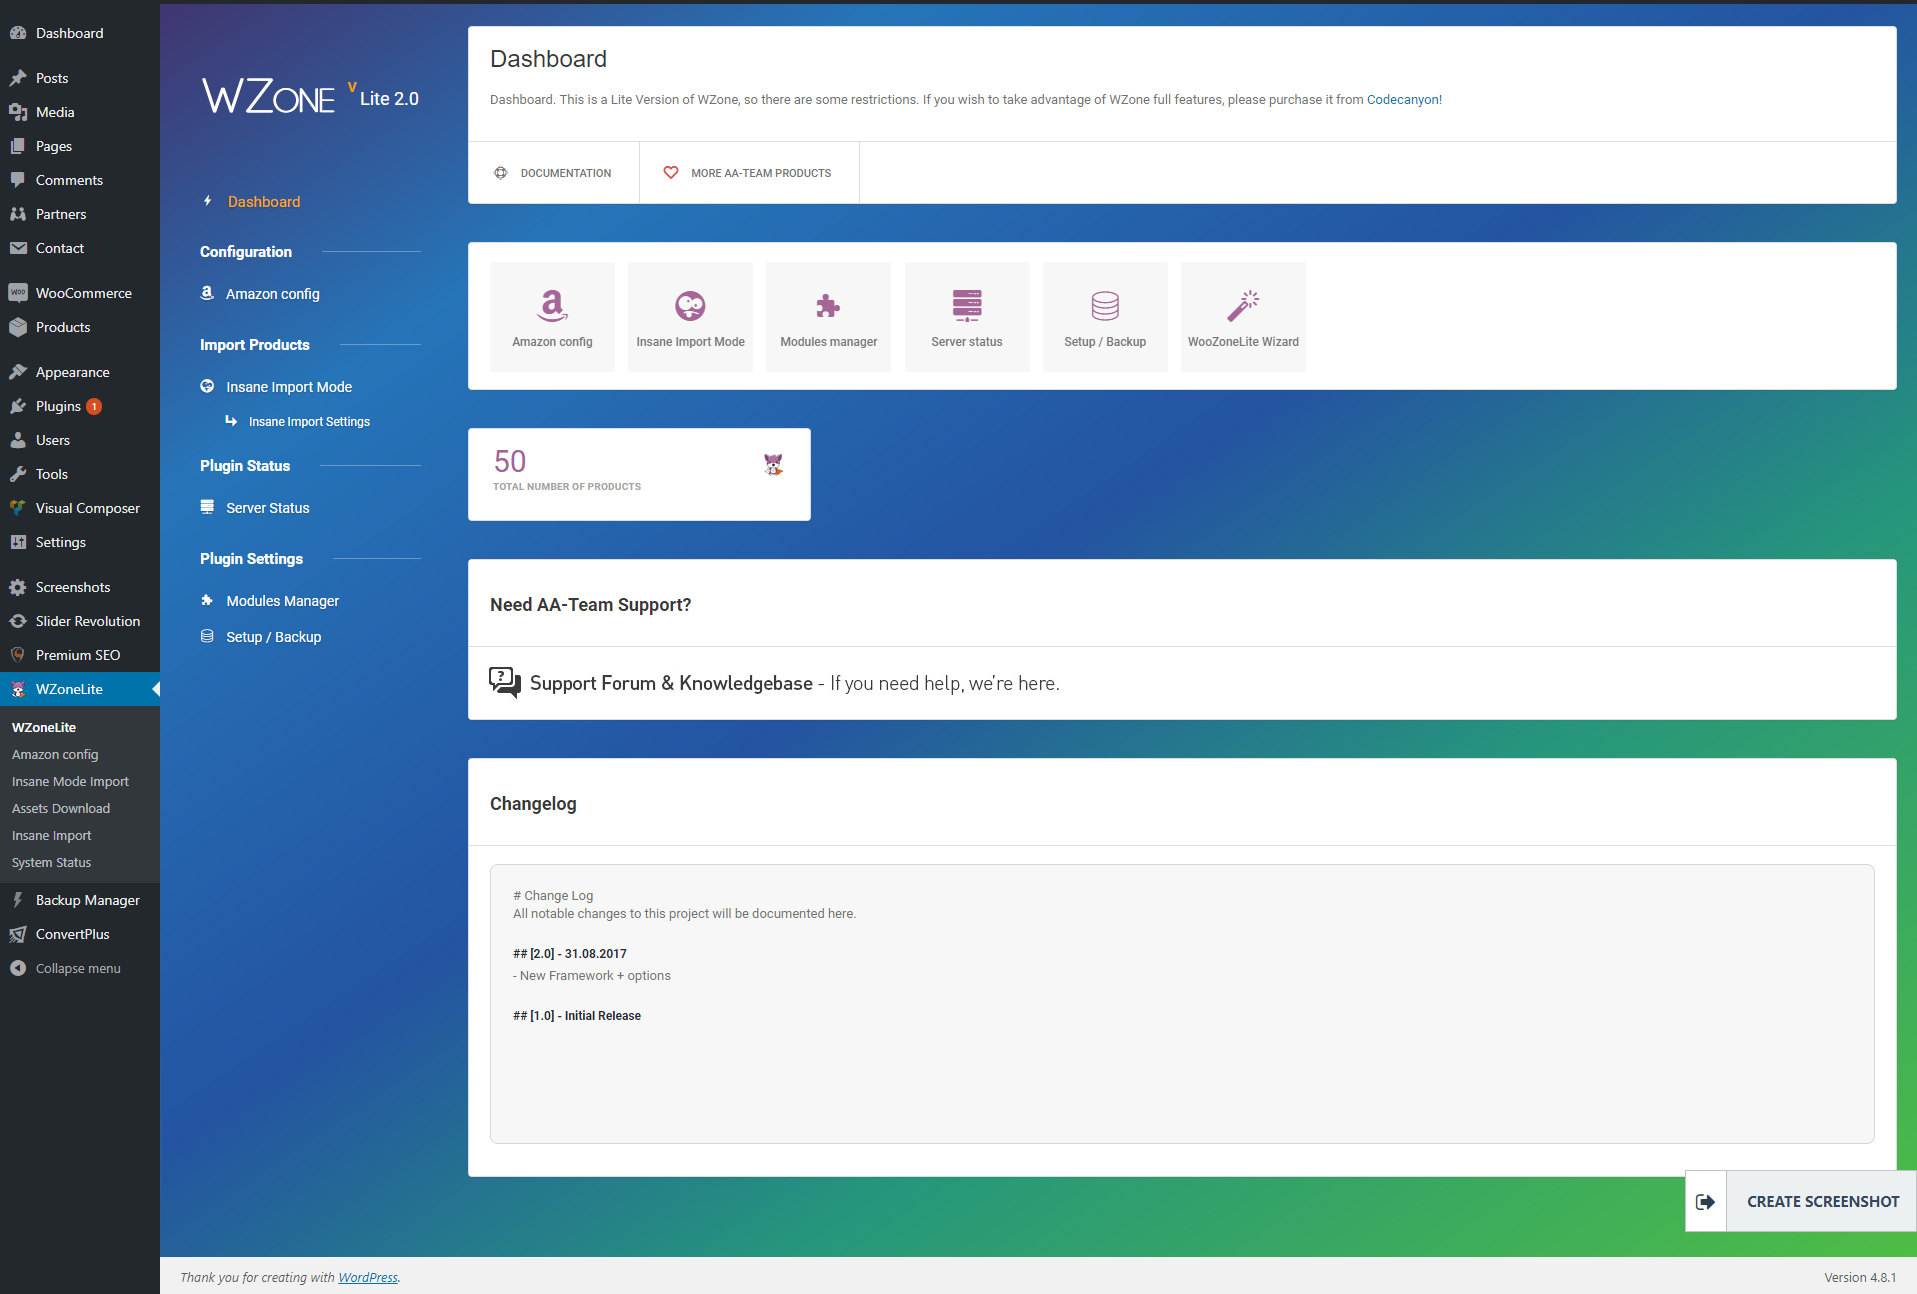 Dashboard
Posts
Media
Pages
Comments
Partners
Contact
WOO
WooCommerce
Products
Appearance
Plugins 1
Users
Tools
Visual Composer
Settings
Screenshots
Slider Revolution
Premium SEO
WZoneLite
WZoneLite
Amazon config
Insane Mode Import
Assets Download
Insane Import
System Status
Backup Manager
ConvertPlus
Collapse menu
WZONE V Lite 2.0
Dashboard
Configuration
Amazon config
Import Products
Insane Import Mode
Insane Import Settings
Plugin Status
Server Status
Plugin Settings
Modules Manager
Setup / Backup
Dashboard
Dashboard. This is a Lite Version of WZone, so there are some restrictions. If you wish to take advantage of WZone full features, please purchase it from Codecanyon!
DOCUMENTATION
MORE AA-TEAM PRODUCTS
Amazon config
Insane Import Mode
Modules manager
Server status
Setup / Backup
WooZoneLite Wizard
50
TOTAL NUMBER OF PRODUCTS
Need AA-Team Support?
Support Forum & Knowledgebase - If you need help, we're here.
Changelog
# Change Log
All notable changes to this project will be documented here.
## [2.0] - 31.08.2017
- New Framework + options
## [1.0] - Initial Release
CREATE SCREENSHOT
Thank you for creating with WordPress.
Version 4.8.1